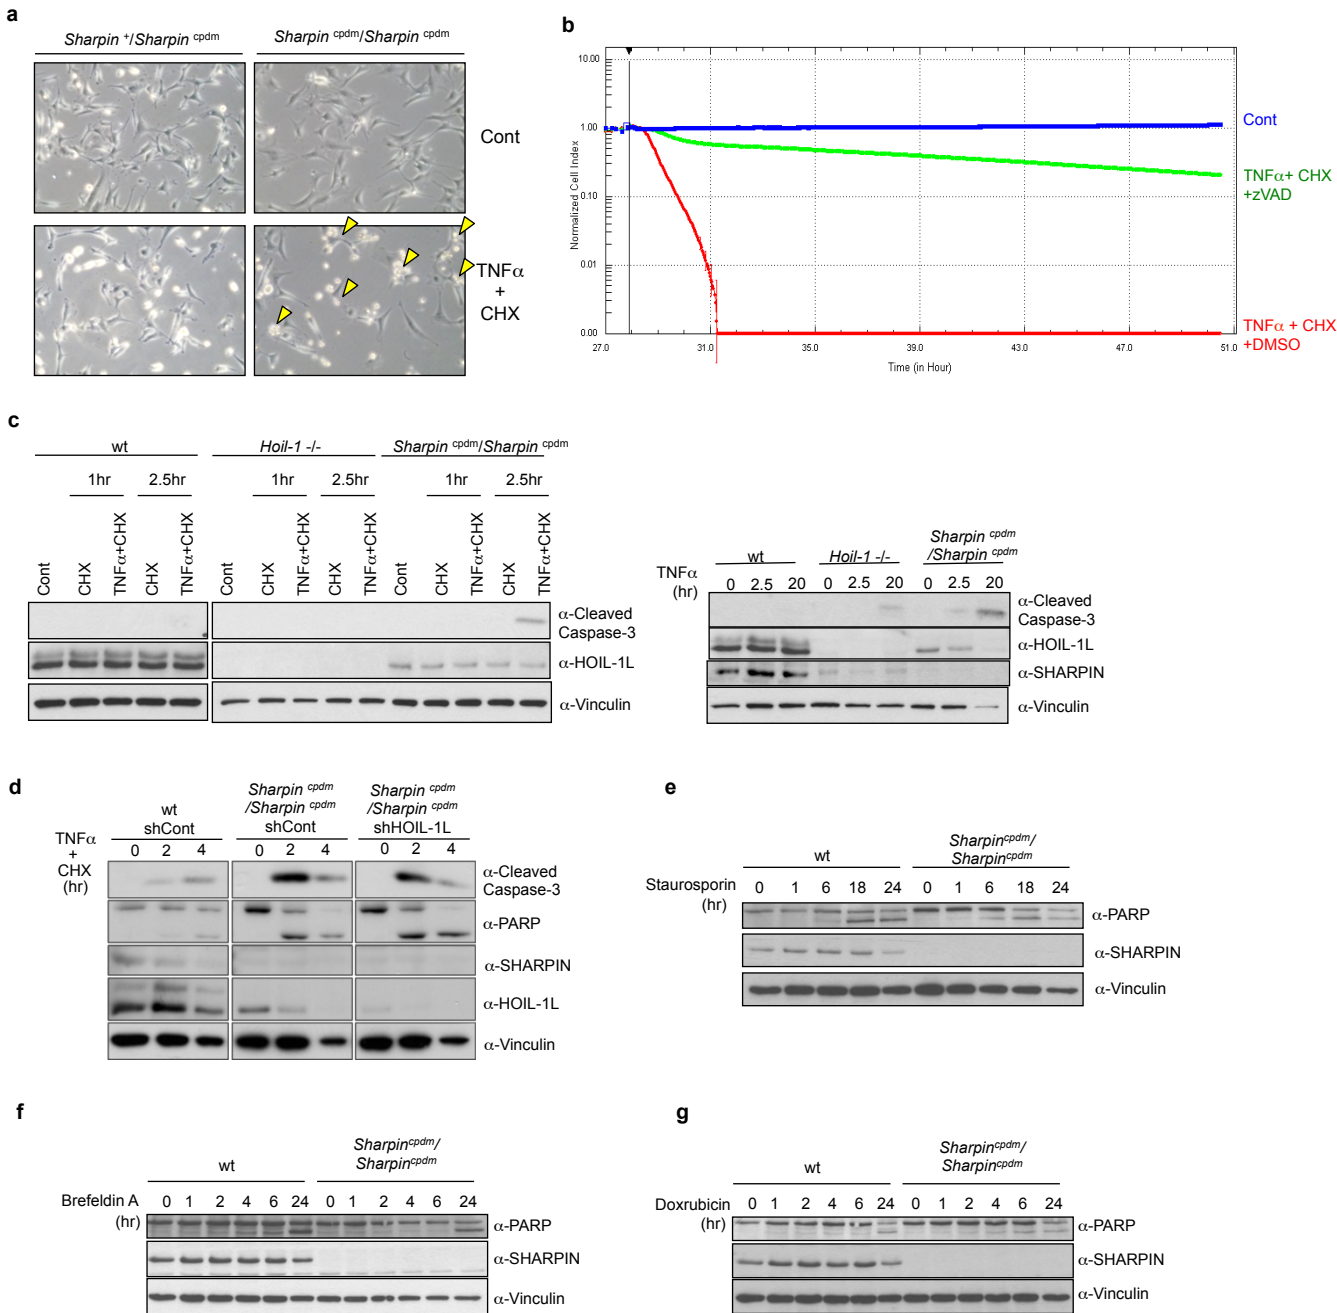 a
Sharpin +/Sharpin cpdm
Sharpin cpdm/Sharpin cpdm
Cont
TNFα
+
CHX
b
10.00
1.00
0.10
0.01
0.00
Normalized Cell Index
27.0 31.0 35.0 39.0 43.0 47.0 51.0
Time (in Hour)
Cont
TNFα+ CHX
+zVAD
TNFα + CHX
+DMSO
c
wt Hoil-1 -/- Sharpin cpdm/Sharpin cpdm
1hr 2.5hr 1hr 2.5hr 1hr 2.5hr
Cont CHX TNFα+CHX CHX TNFα+CHX Cont CHX TNFα+CHX CHX TNFα+CHX Cont CHX TNFα+CHX CHX TNFα+CHX
α-Cleaved
Caspase-3
α-HOIL-1L
α-Vinculin
Sharpin cpdm
/Sharpin cpdm
wt Hoil-1 -/-
TNFα
(hr)
0 2.5 20 0 2.5 20 0 2.5 20
α-Cleaved
Caspase-3
α-HOIL-1L
α-SHARPIN
α-Vinculin
d
wt
shCont
Sharpin cpdm
/Sharpin cpdm
shCont
Sharpin cpdm
/Sharpin cpdm
shHOIL-1L
TNFα
+
CHX
(hr)
0 2 4 0 2 4 0 2 4
α-Cleaved
Caspase-3
α-PARP
α-SHARPIN
α-HOIL-1L
α-Vinculin
e
wt
Sharpincpdm/
Sharpincpdm
Staurosporin
(hr)
0 1 6 18 24 0 1 6 18 24
α-PARP
α-SHARPIN
α-Vinculin
f
wt
Sharpincpdm/
Sharpincpdm
Brefeldin A
(hr)
0 1 2 4 6 24 0 1 2 4 6 24
α-PARP
α-SHARPIN
α-Vinculin
g
wt
Sharpincpdm/
Sharpincpdm
Doxrubicin
(hr)
0 1 2 4 6 24 0 1 2 4 6 24
α-PARP
α-SHARPIN
α-Vinculin